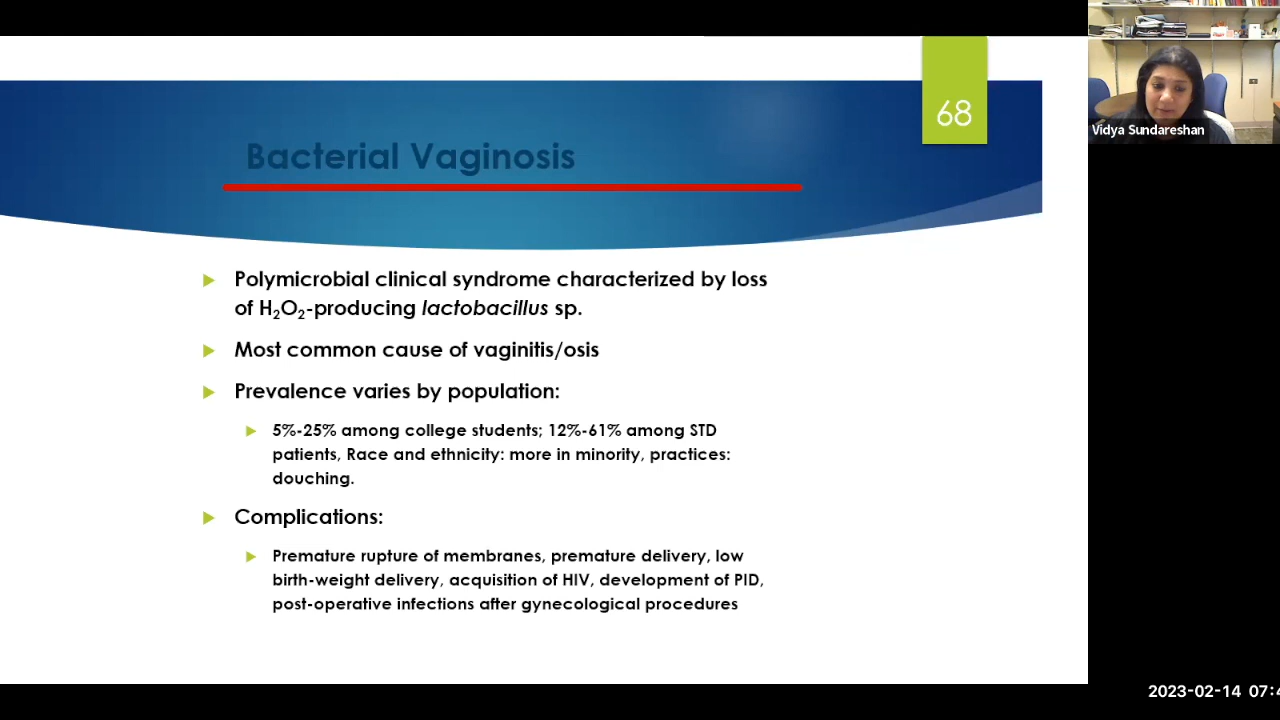 68
Vidya Sundareshan
Bacterial Vaginosis
Polymicrobial clinical syndrome characterized by loss
of H₂O₂-producing lactobacillus sp.
Most common cause of vaginitis/osis
Prevalence varies by population:
5%-25% among college students; 12%-61% among STD
patients, Race and ethnicity: more in minority, practices:
douching.
Complications:
Premature rupture of membranes, premature delivery, low
birth-weight delivery, acquisition of HIV, development of PID,
post-operative infections after gynecological procedures
2023-02-14 07:4